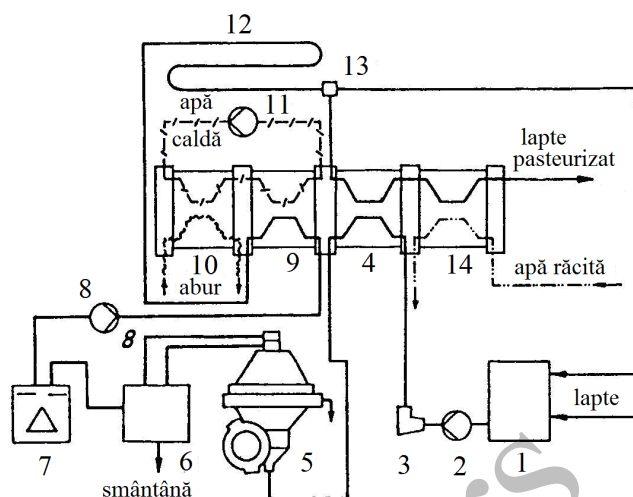 12
13
apă
11
caldă
lapte
pasteurizat
10
9
4
14
abur
apă răcită
8
8
lapte
7
6
5
3
2
1
smântână
is